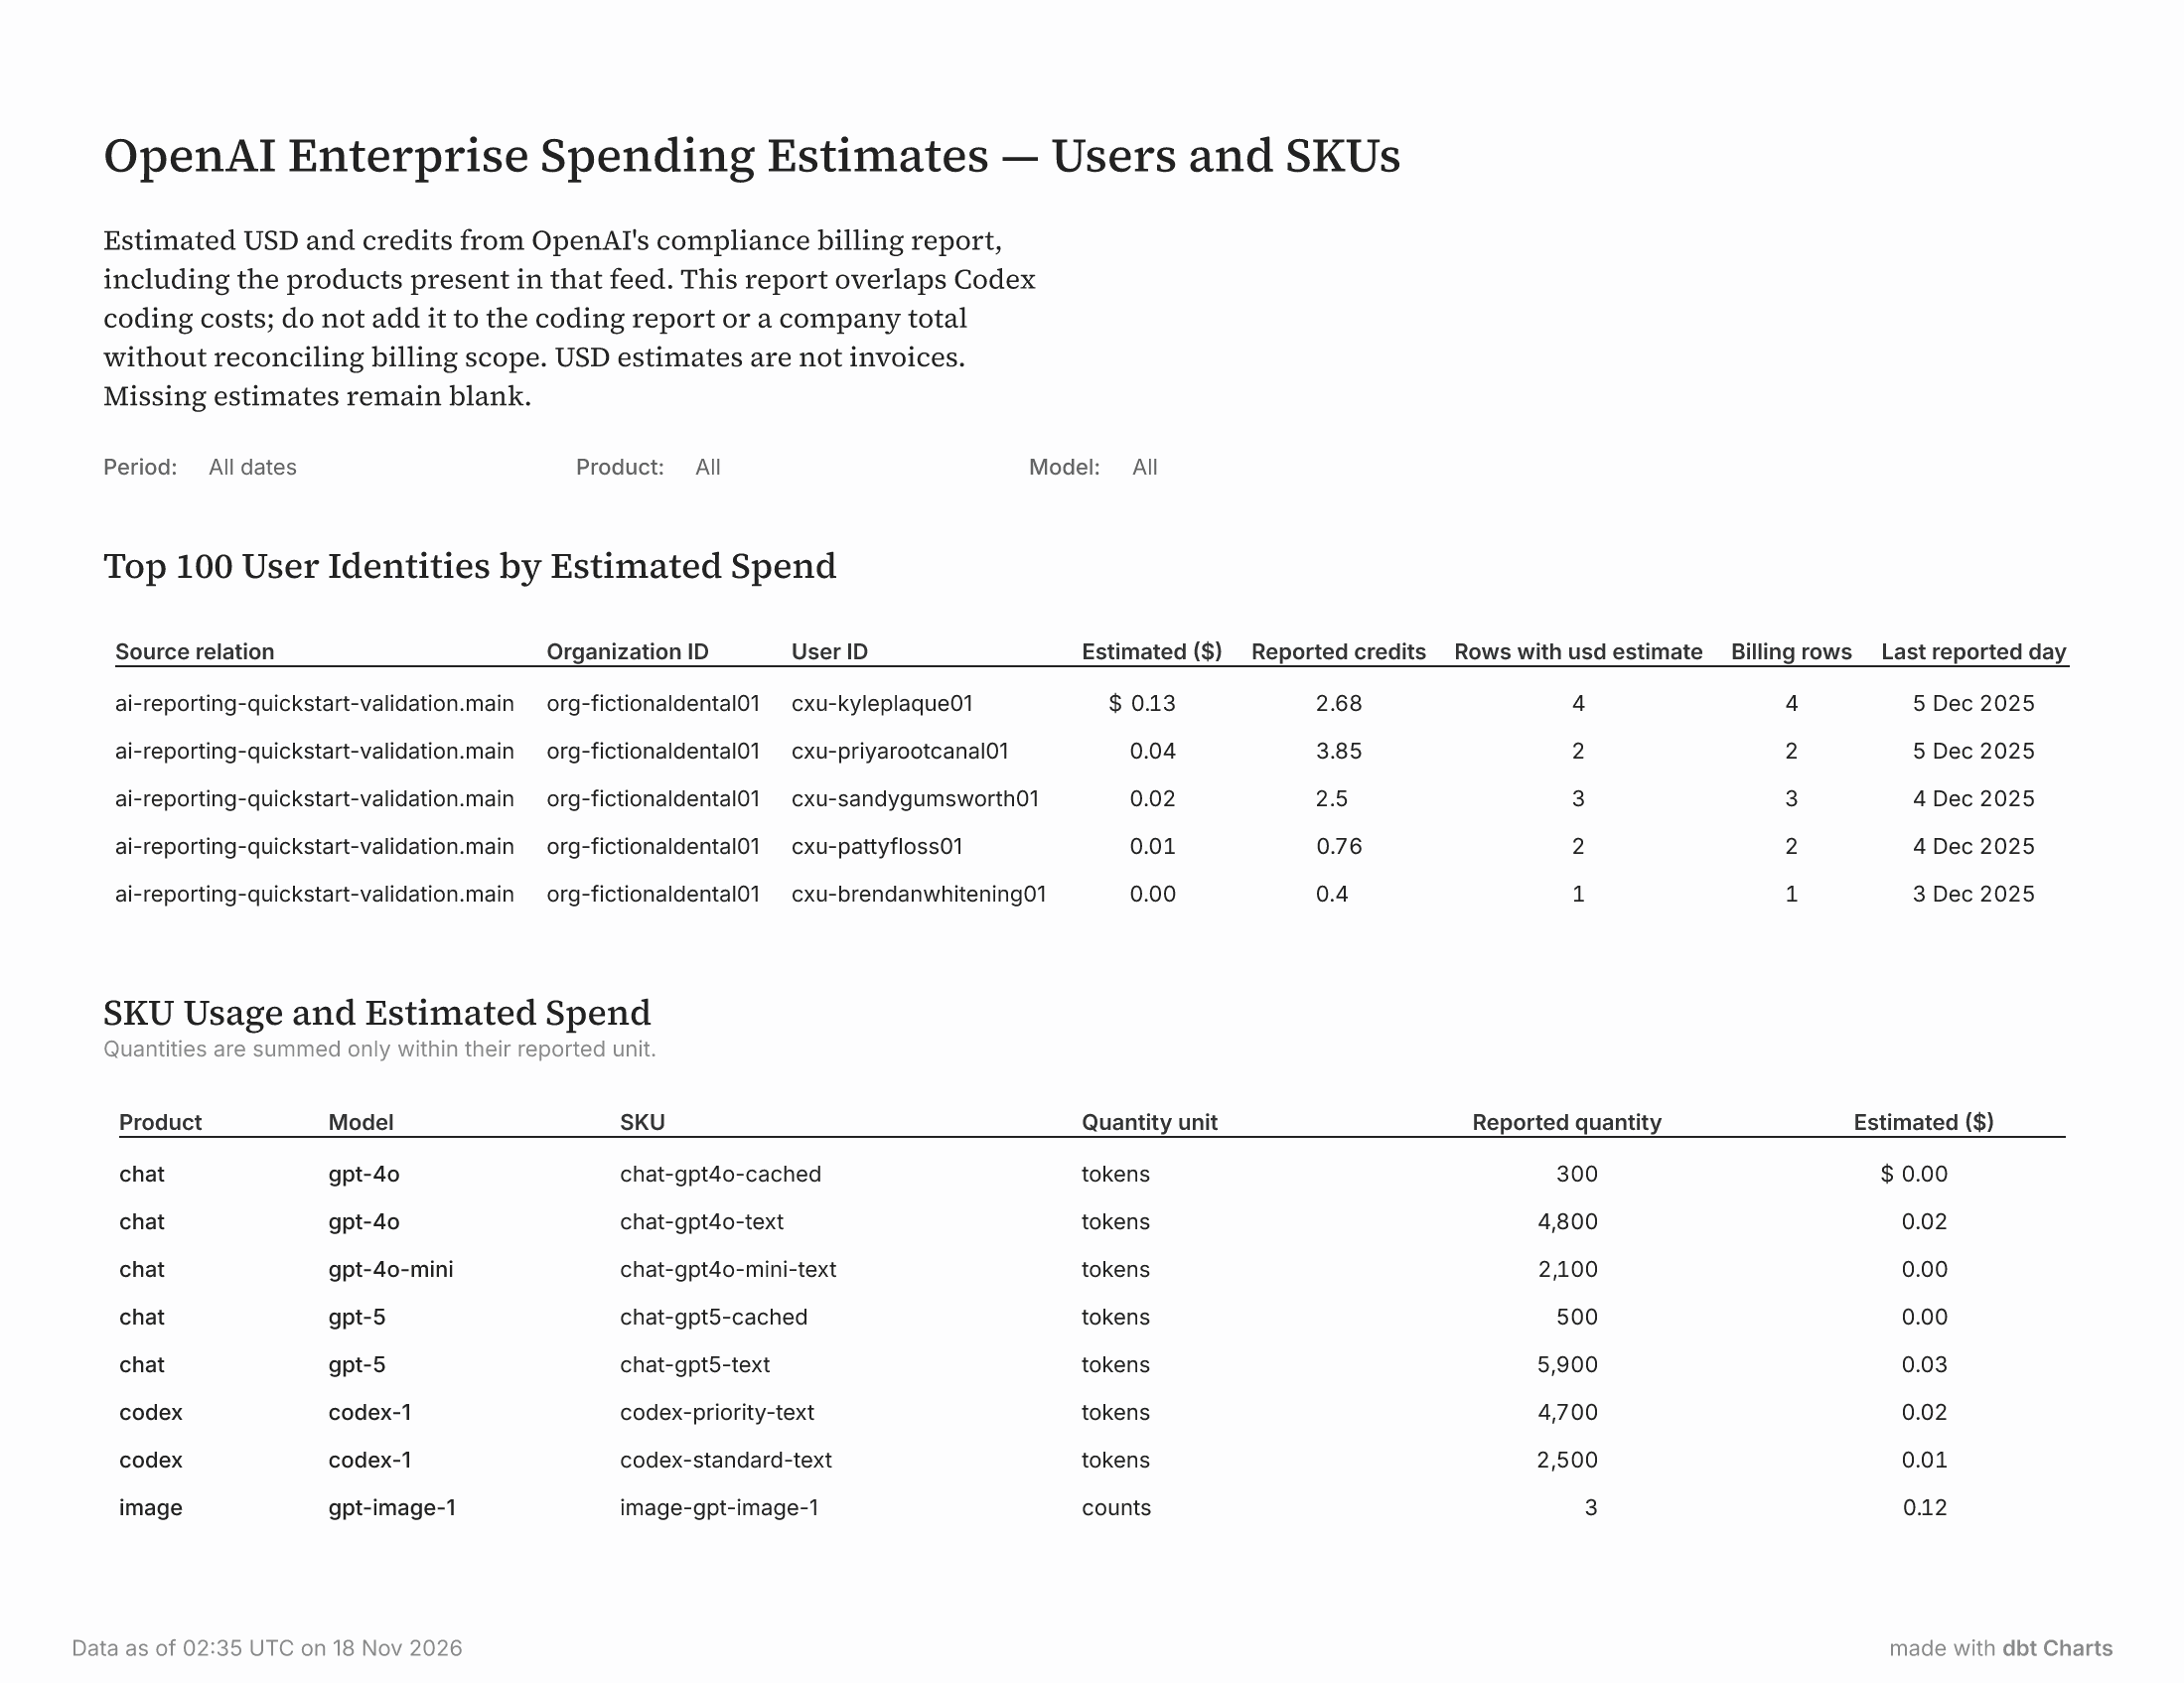 OpenAI Enterprise Spending Estimates — Users and SKUs
Estimated USD and credits from OpenAI's compliance billing report,
including the products present in that feed. This report overlaps Codex
coding costs; do not add it to the coding report or a company total
without reconciling billing scope. USD estimates are not invoices.
Missing estimates remain blank.
Period: All dates Product: All Model: All
Top 100 User Identities by Estimated Spend
Source relation Organization ID User ID Estimated ($) Reported credits Rows with usd estimate Billing rows Last reported day
ai-reporting-quickstart-validation.main org-fictionaldental01 cxu-kyleplaque01 $ 0.13 2.68 4 4 5 Dec 2025
ai-reporting-quickstart-validation.main org-fictionaldental01 cxu-priyarootcanal01 0.04 3.85 2 2 5 Dec 2025
ai-reporting-quickstart-validation.main org-fictionaldental01 cxu-sandygumsworth01 0.02 2.5 3 3 4 Dec 2025
ai-reporting-quickstart-validation.main org-fictionaldental01 cxu-pattyfloss01 0.01 0.76 2 2 4 Dec 2025
ai-reporting-quickstart-validation.main org-fictionaldental01 cxu-brendanwhitening01 0.00 0.4 1 1 3 Dec 2025
SKU Usage and Estimated Spend
Quantities are summed only within their reported unit.
Product Model SKU Quantity unit Reported quantity Estimated ($)
chat gpt-4o chat-gpt4o-cached tokens 300 $ 0.00
chat gpt-4o chat-gpt4o-text tokens 4,800 0.02
chat gpt-4o-mini chat-gpt4o-mini-text tokens 2,100 0.00
chat gpt-5 chat-gpt5-cached tokens 500 0.00
chat gpt-5 chat-gpt5-text tokens 5,900 0.03
codex codex-1 codex-priority-text tokens 4,700 0.02
codex codex-1 codex-standard-text tokens 2,500 0.01
image gpt-image-1 image-gpt-image-1 counts 3 0.12
Data as of 02:35 UTC on 18 Nov 2026 made with dbt Charts